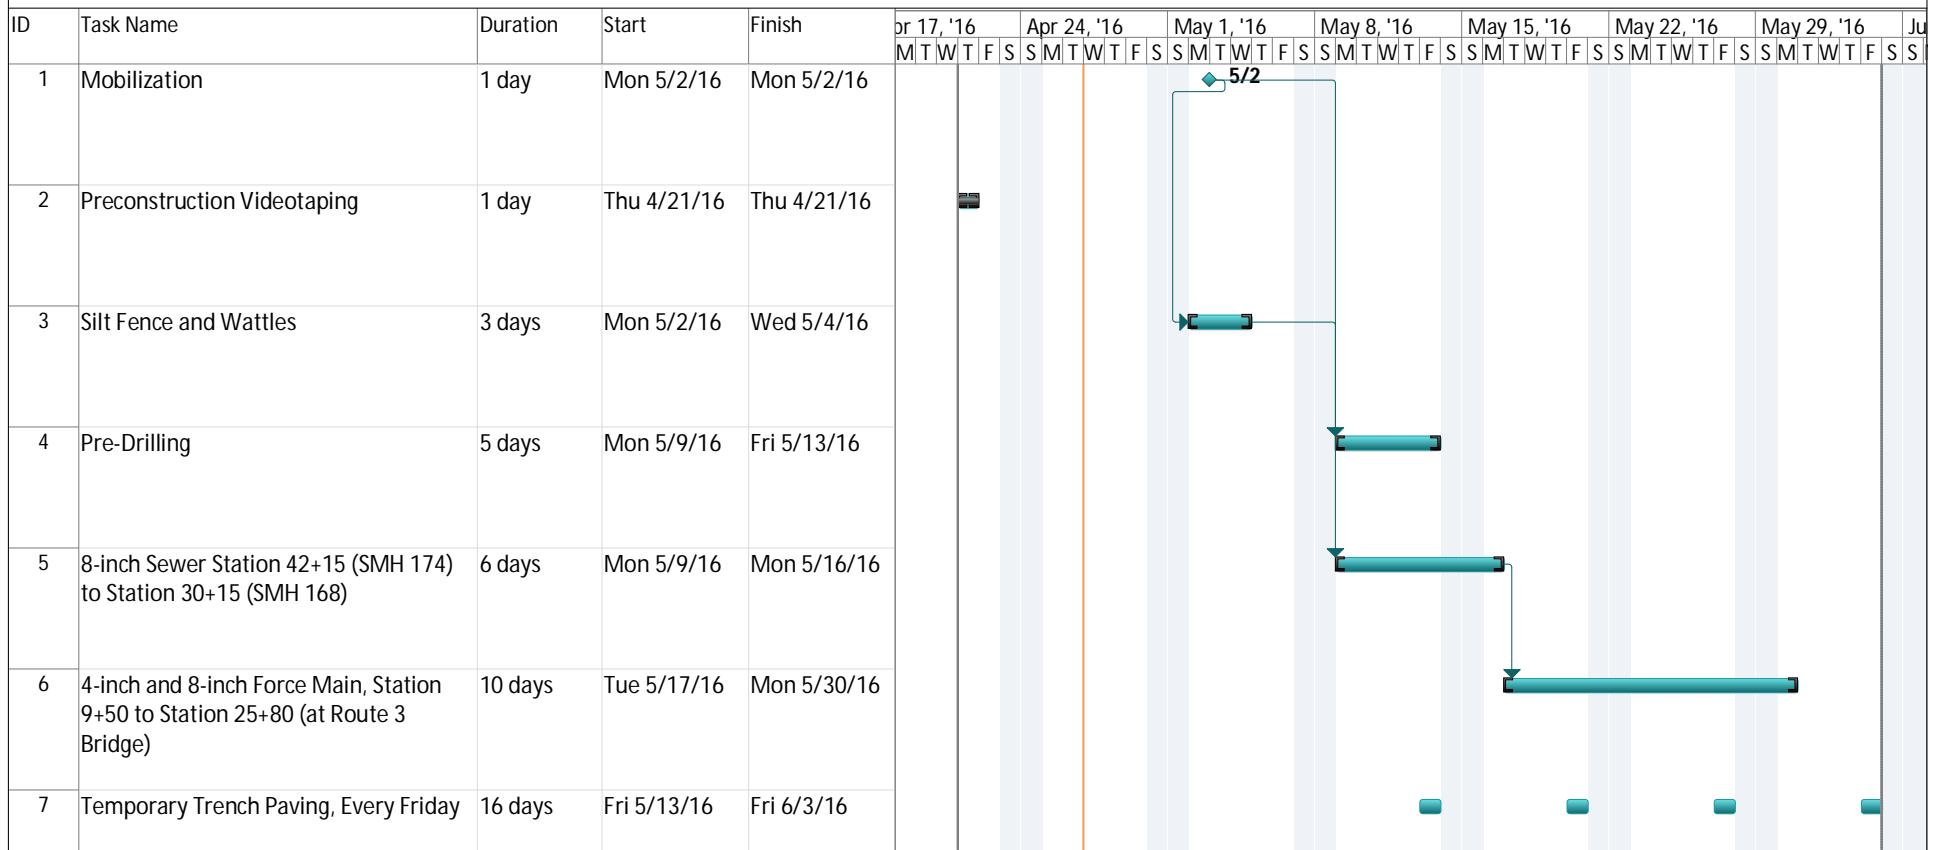 ID Task Name Duration Start Finish pr 17, '16 Apr 24, '16 May 1, '16 May 8, '16 May 15, '16 May 22, '16 May 29, '16 Ju
M T W T F S S M T W T F S S M T W T F S S M T W T F S S M T W T F S S M T W T F S S M T W T F S S
1 Mobilization 1 day Mon 5/2/16 Mon 5/2/16 5/2
2 Preconstruction Videotaping 1 day Thu 4/21/16 Thu 4/21/16
3 Silt Fence and Wattles 3 days Mon 5/2/16 Wed 5/4/16
4 Pre-Drilling 5 days Mon 5/9/16 Fri 5/13/16
5 8-inch Sewer Station 42+15 (SMH 174) 6 days Mon 5/9/16 Mon 5/16/16
to Station 30+15 (SMH 168)
6 4-inch and 8-inch Force Main, Station 10 days Tue 5/17/16 Mon 5/30/16
9+50 to Station 25+80 (at Route 3
Bridge)
7 Temporary Trench Paving, Every Friday 16 days Fri 5/13/16 Fri 6/3/16